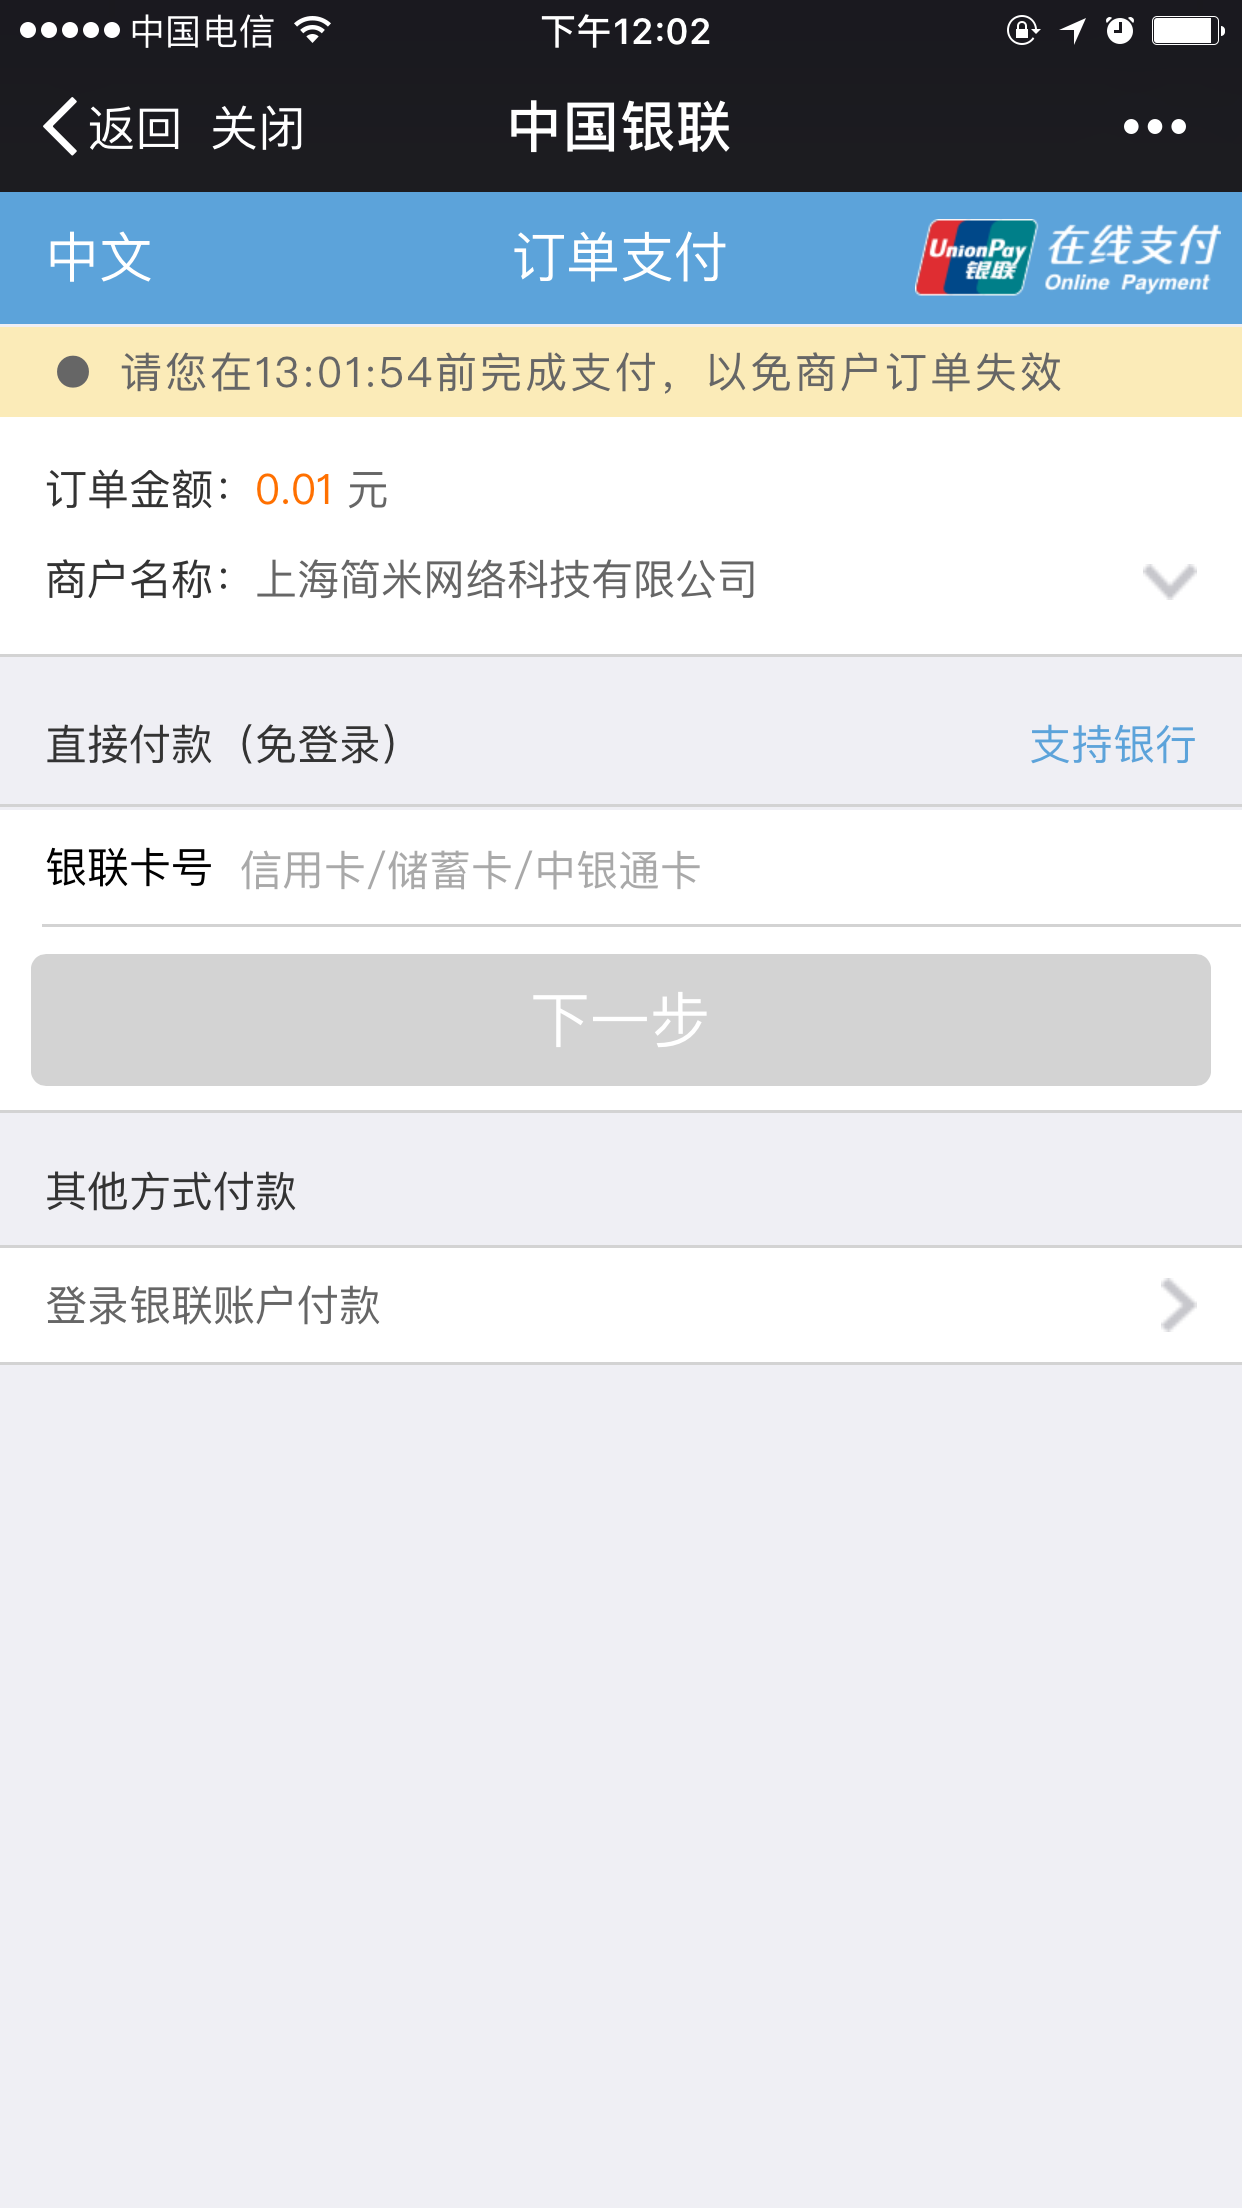 中国电信 下午12:02
返回 关闭 中国银联
中文 订单支付 UnionPay 银联 在线支付 Online Payment
请您在13:01:54前完成支付，以免商户订单失效
订单金额：0.01 元
商户名称：上海简米网络科技有限公司
直接付款（免登录） 支持银行
银联卡号 信用卡/储蓄卡/中银通卡
下一步
其他方式付款
登录银联账户付款